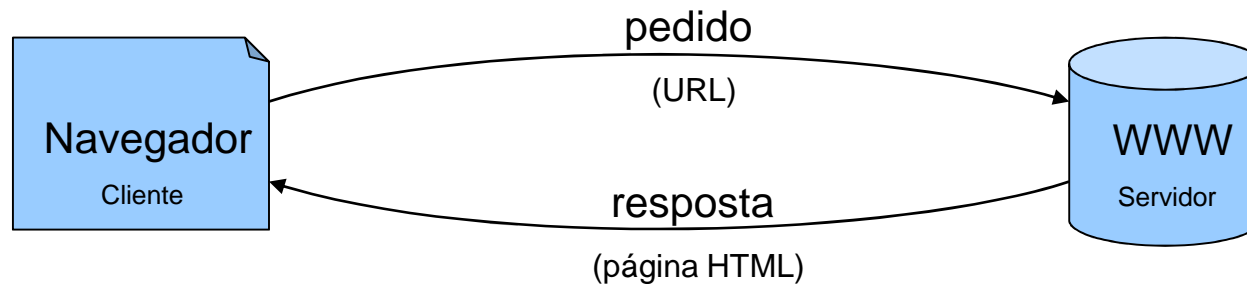 pedido
(URL)
Navegador
Cliente
WWW
Servidor
resposta
(página HTML)